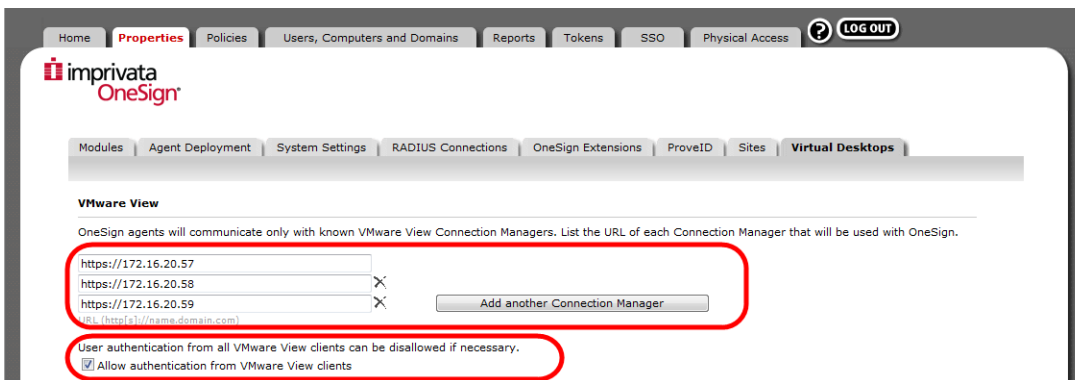 Home Properties Policies Users, Computers and Domains Reports Tokens SSO Physical Access ? LOG OUT
imprivata
OneSign
Modules Agent Deployment System Settings RADIUS Connections OneSign Extensions ProveID Sites Virtual Desktops
VMware View
OneSign agents will communicate only with known VMware View Connection Managers. List the URL of each Connection Manager that will be used with OneSign.
https://172.16.20.57
https://172.16.20.58
https://172.16.20.59 Add another Connection Manager
URL (http[s]://name.domain.com)
User authentication from all VMware View clients can be disallowed if necessary.
Allow authentication from VMware View clients